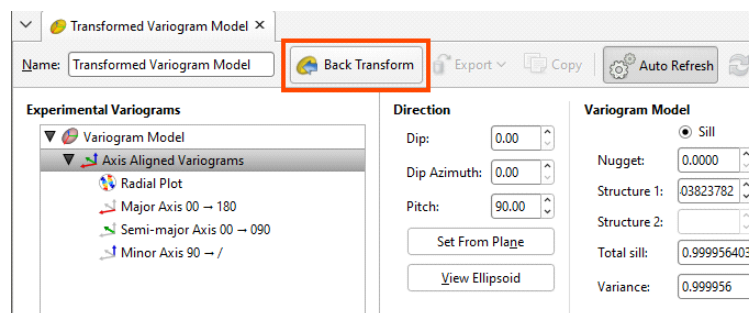 Transformed Variogram Model ×
Name: Transformed Variogram Model Back Transform Export Copy Auto Refresh
Experimental Variograms
Variogram Model
Axis Aligned Variograms
Radial Plot
Major Axis 00 → 180
Semi-major Axis 00 → 090
Minor Axis 90 → /
Direction
Dip: 0.00
Dip Azimuth: 0.00
Pitch: 90.00
Set From Plane
View Ellipsoid
Variogram Model
Sill
Nugget: 0.0000
Structure 1: 03823782
Structure 2:
Total sill: 0.999956403
Variance: 0.999956